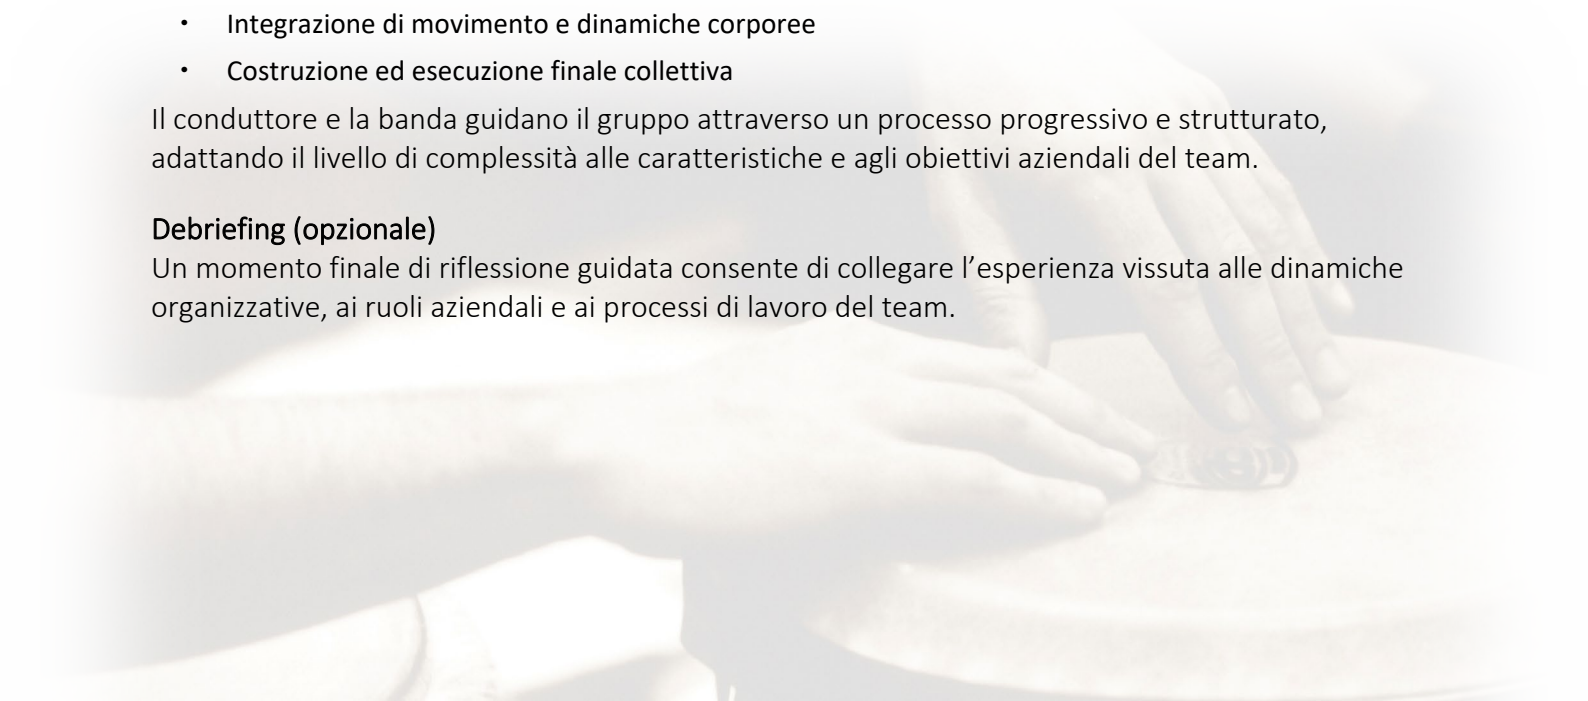 · Integrazione di movimento e dinamiche corporee
· Costruzione ed esecuzione finale collettiva
Il conduttore e la banda guidano il gruppo attraverso un processo progressivo e strutturato,
adattando il livello di complessità alle caratteristiche e agli obiettivi aziendali del team.
Debriefing (opzionale)
Un momento finale di riflessione guidata consente di collegare l’esperienza vissuta alle dinamiche
organizzative, ai ruoli aziendali e ai processi di lavoro del team.